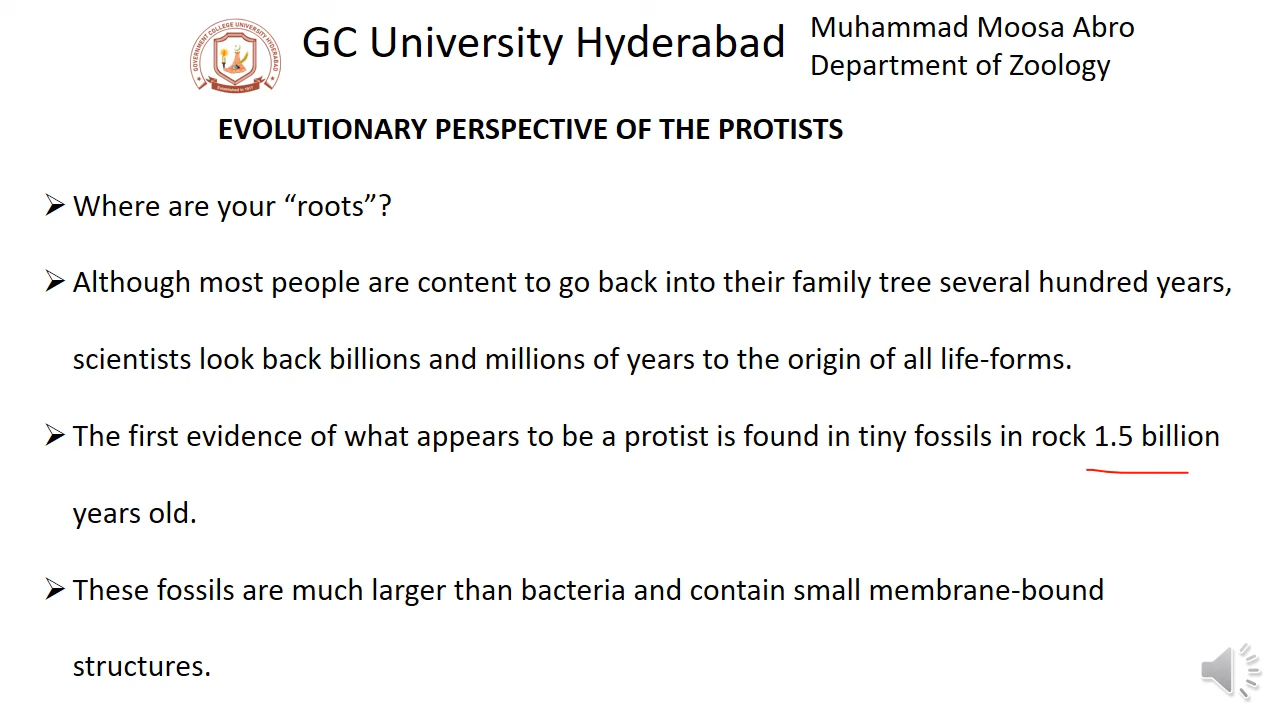 GC University Hyderabad
Muhammad Moosa Abro
Department of Zoology
GOVERNMENT COLLEGE UNIVERSITY HYDERABAD
EVOLUTIONARY PERSPECTIVE OF THE PROTISTS
Where are your “roots”?
Although most people are content to go back into their family tree several hundred years,
scientists look back billions and millions of years to the origin of all life-forms.
The first evidence of what appears to be a protist is found in tiny fossils in rock 1.5 billion
years old.
These fossils are much larger than bacteria and contain small membrane-bound
structures.